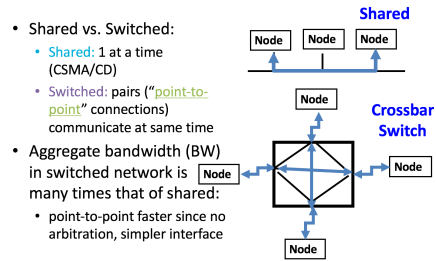 • Shared vs. Switched:
• Shared: 1 at a time
(CSMA/CD)
• Switched: pairs (“point-to-
point” connections)
communicate at same time
• Aggregate bandwidth (BW)
in switched network is
many times that of shared:
• point-to-point faster since no
arbitration, simpler interface
Shared
Node
Node
Node
Crossbar
Switch
Node
Node
Node
Node